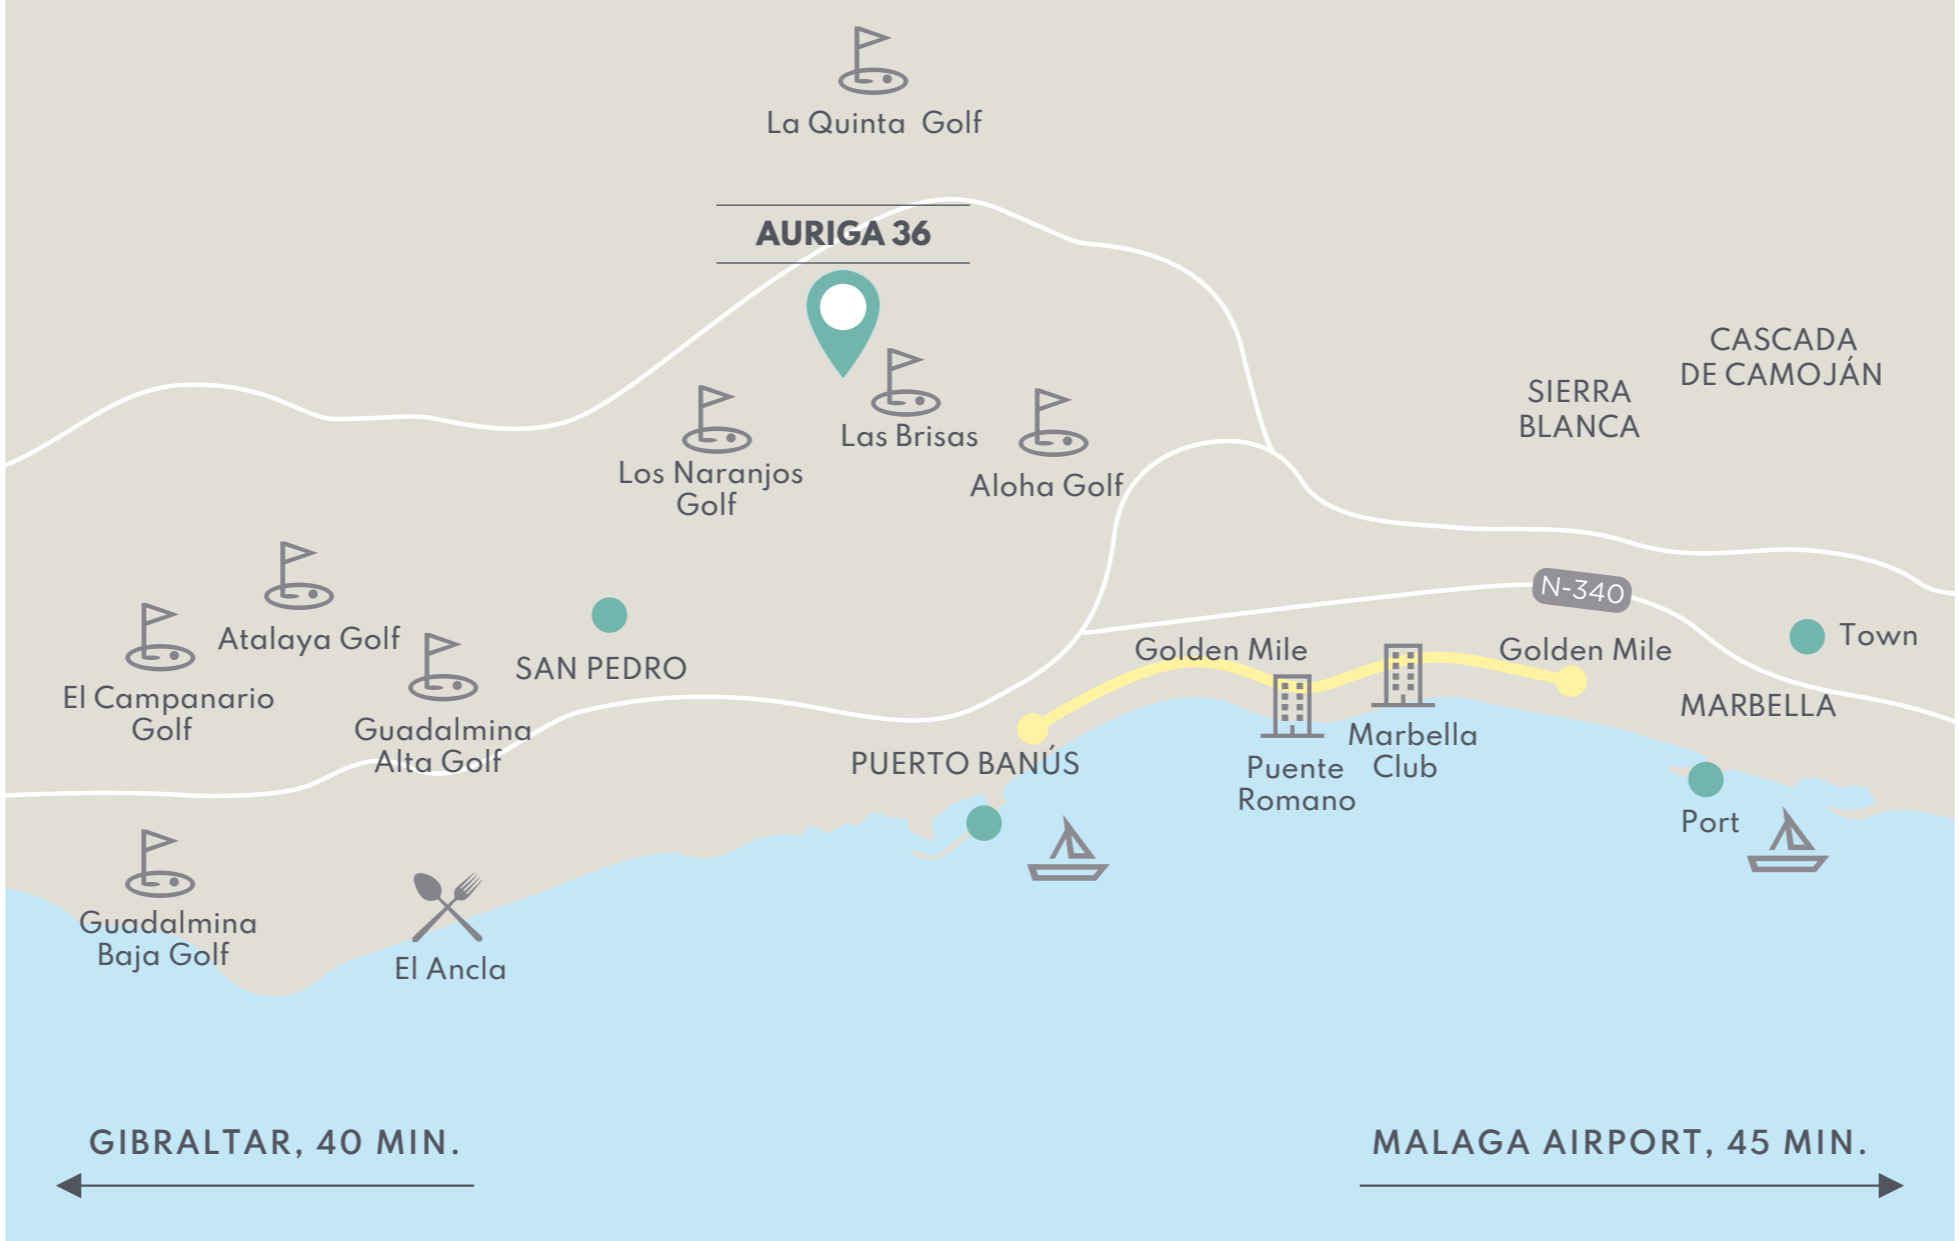 La Quinta Golf
AURIGA 36
CASCADA
DE CAMOJÁN
SIERRA
BLANCA
Las Brisas
Los Naranjos
Golf
Aloha Golf
N-340
Atalaya Golf
El Campanario
Golf
Guadalmina
Alta Golf
SAN PEDRO
Golden Mile
Golden Mile
Town
MARBELLA
PUERTO BANÚS
Puente
Romano
Marbella
Club
Port
Guadalmina
Baja Golf
El Ancla
GIBRALTAR, 40 MIN.
MALAGA AIRPORT, 45 MIN.